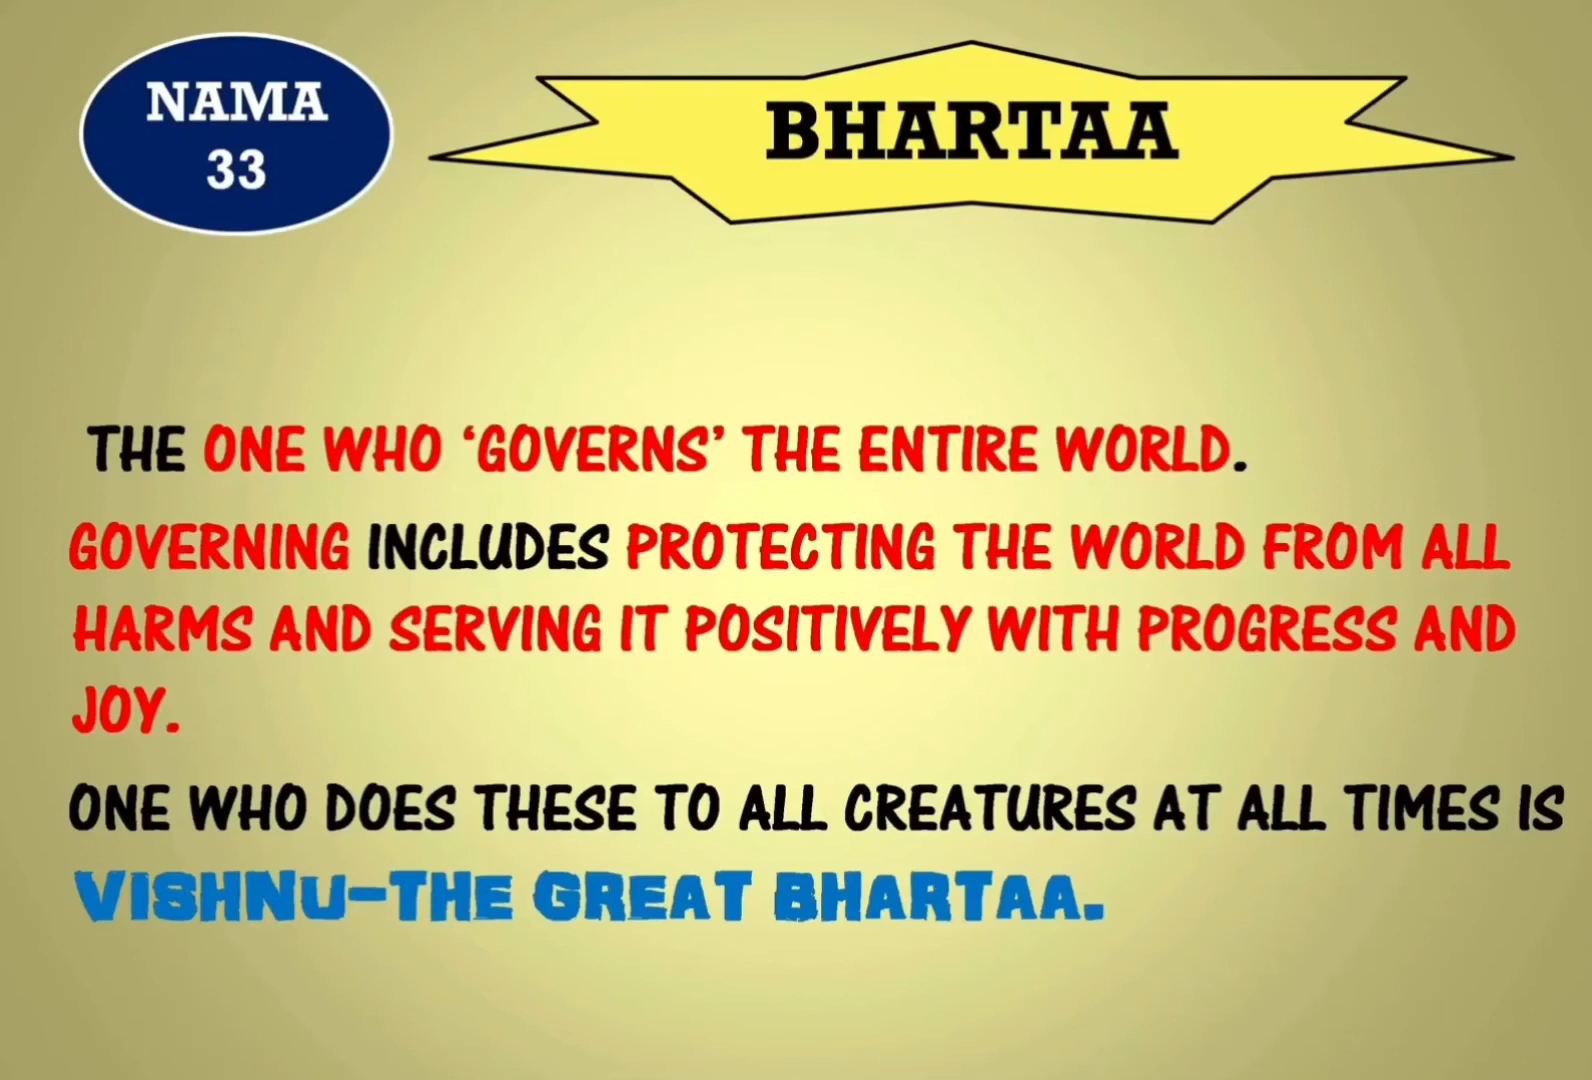 NAMA
33
BHARTAA
THE ONE WHO ‘GOVERNS’ THE ENTIRE WORLD.
GOVERNING INCLUDES PROTECTING THE WORLD FROM ALL
HARMS AND SERVING IT POSITIVELY WITH PROGRESS AND
JOY.
ONE WHO DOES THESE TO ALL CREATURES AT ALL TIMES IS
VISHNU-THE GREAT BHARTAA.